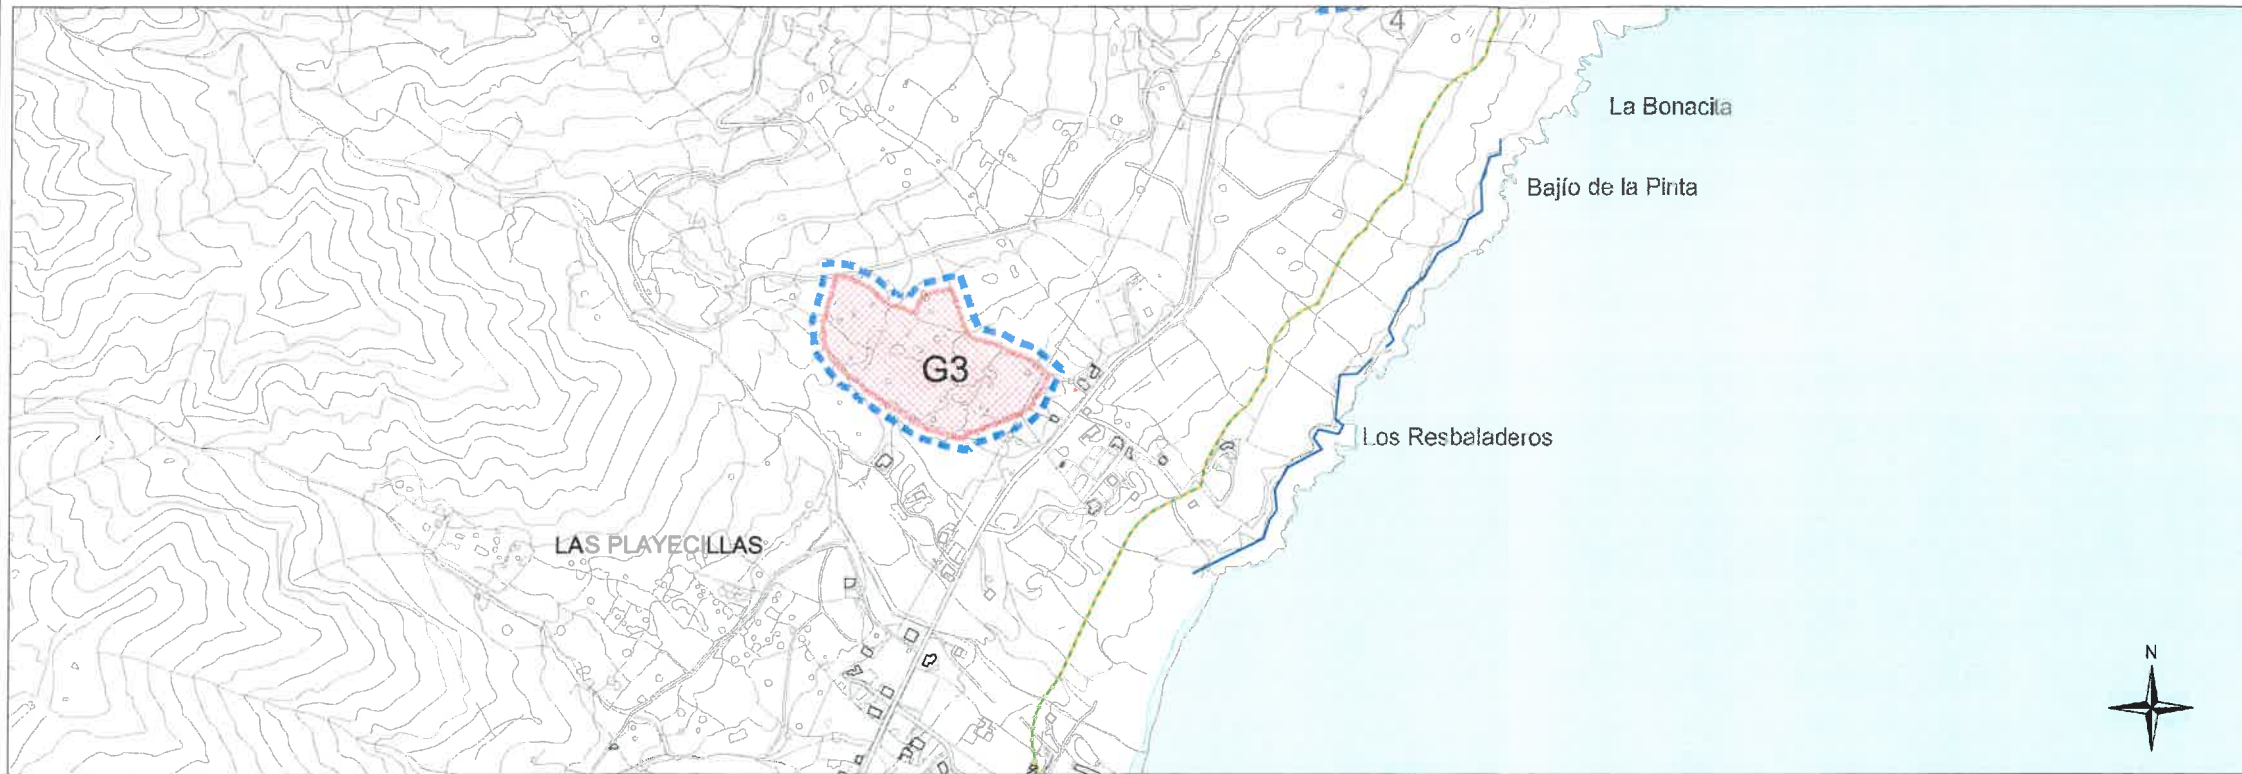 4
La Bonacita
Bajío de la Pinta
G3
Los Resbaladeros
LAS PLAYECILLAS
N